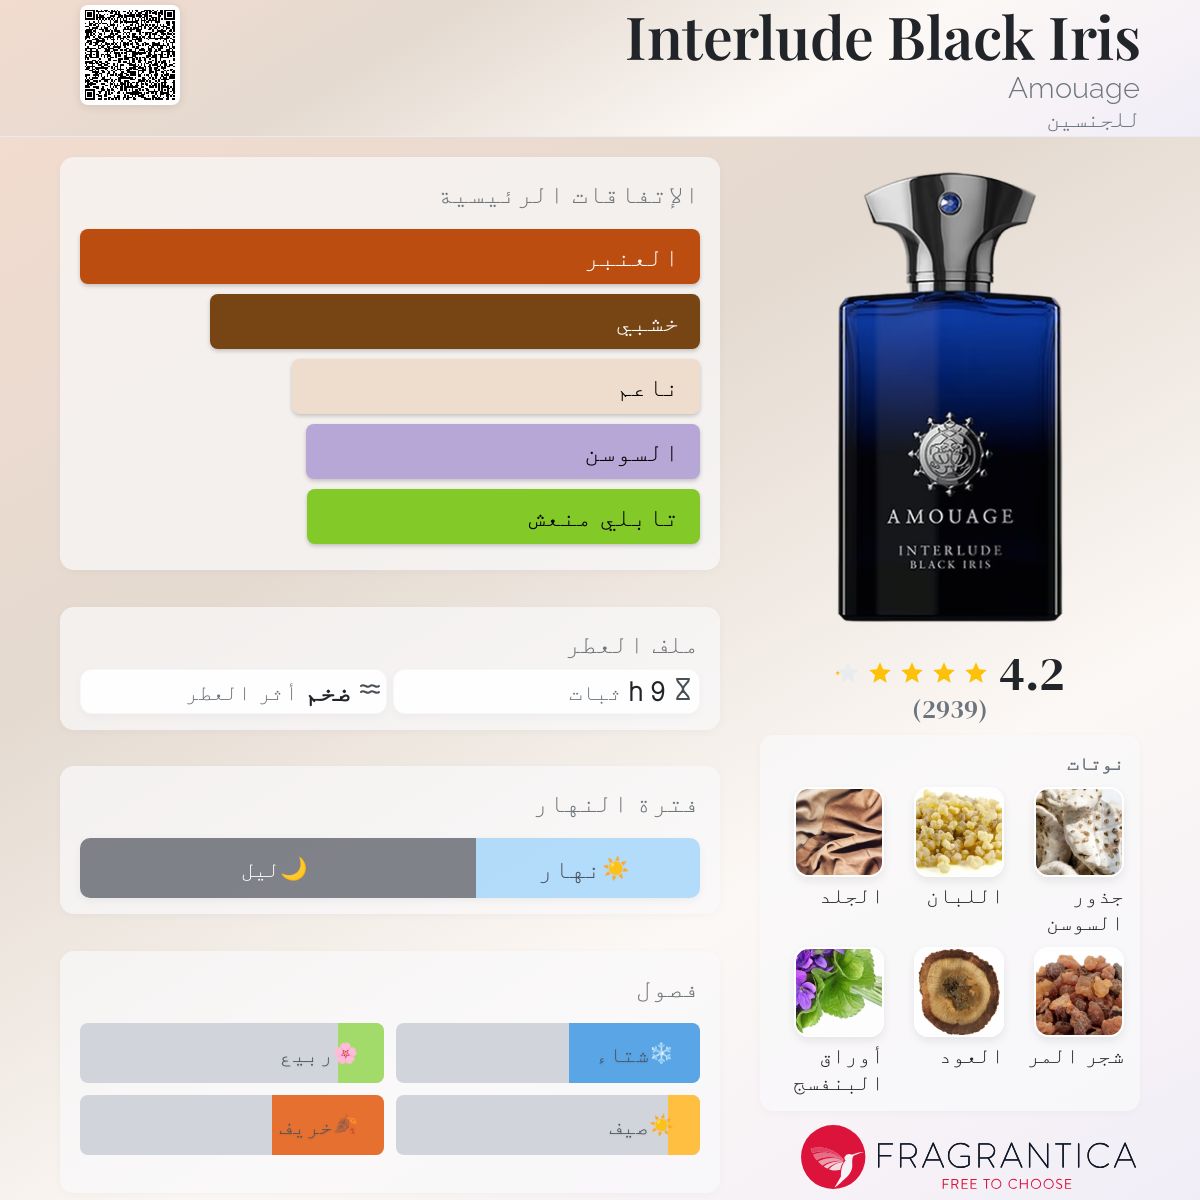 Interlude Black Iris
Amouage
للجنسين
الإتفاقات الرئيسية
العنبر
خشبي
ناعم
السوسن
تابلي منعش
ملف العطر
9 h ثبات
ضخم أثر العطر
فترة النهار
نهار
ليل
فصول
شتاء
ربيع
صيف
خريف
AMOUAGE
INTERLUDE
BLACK IRIS
4.2
(2939)
نوتات
جذور
السوسن
اللبان
الجلد
شجر المر
العود
أوراق
البنفسج
FRAGRANTICA
FREE TO CHOOSE